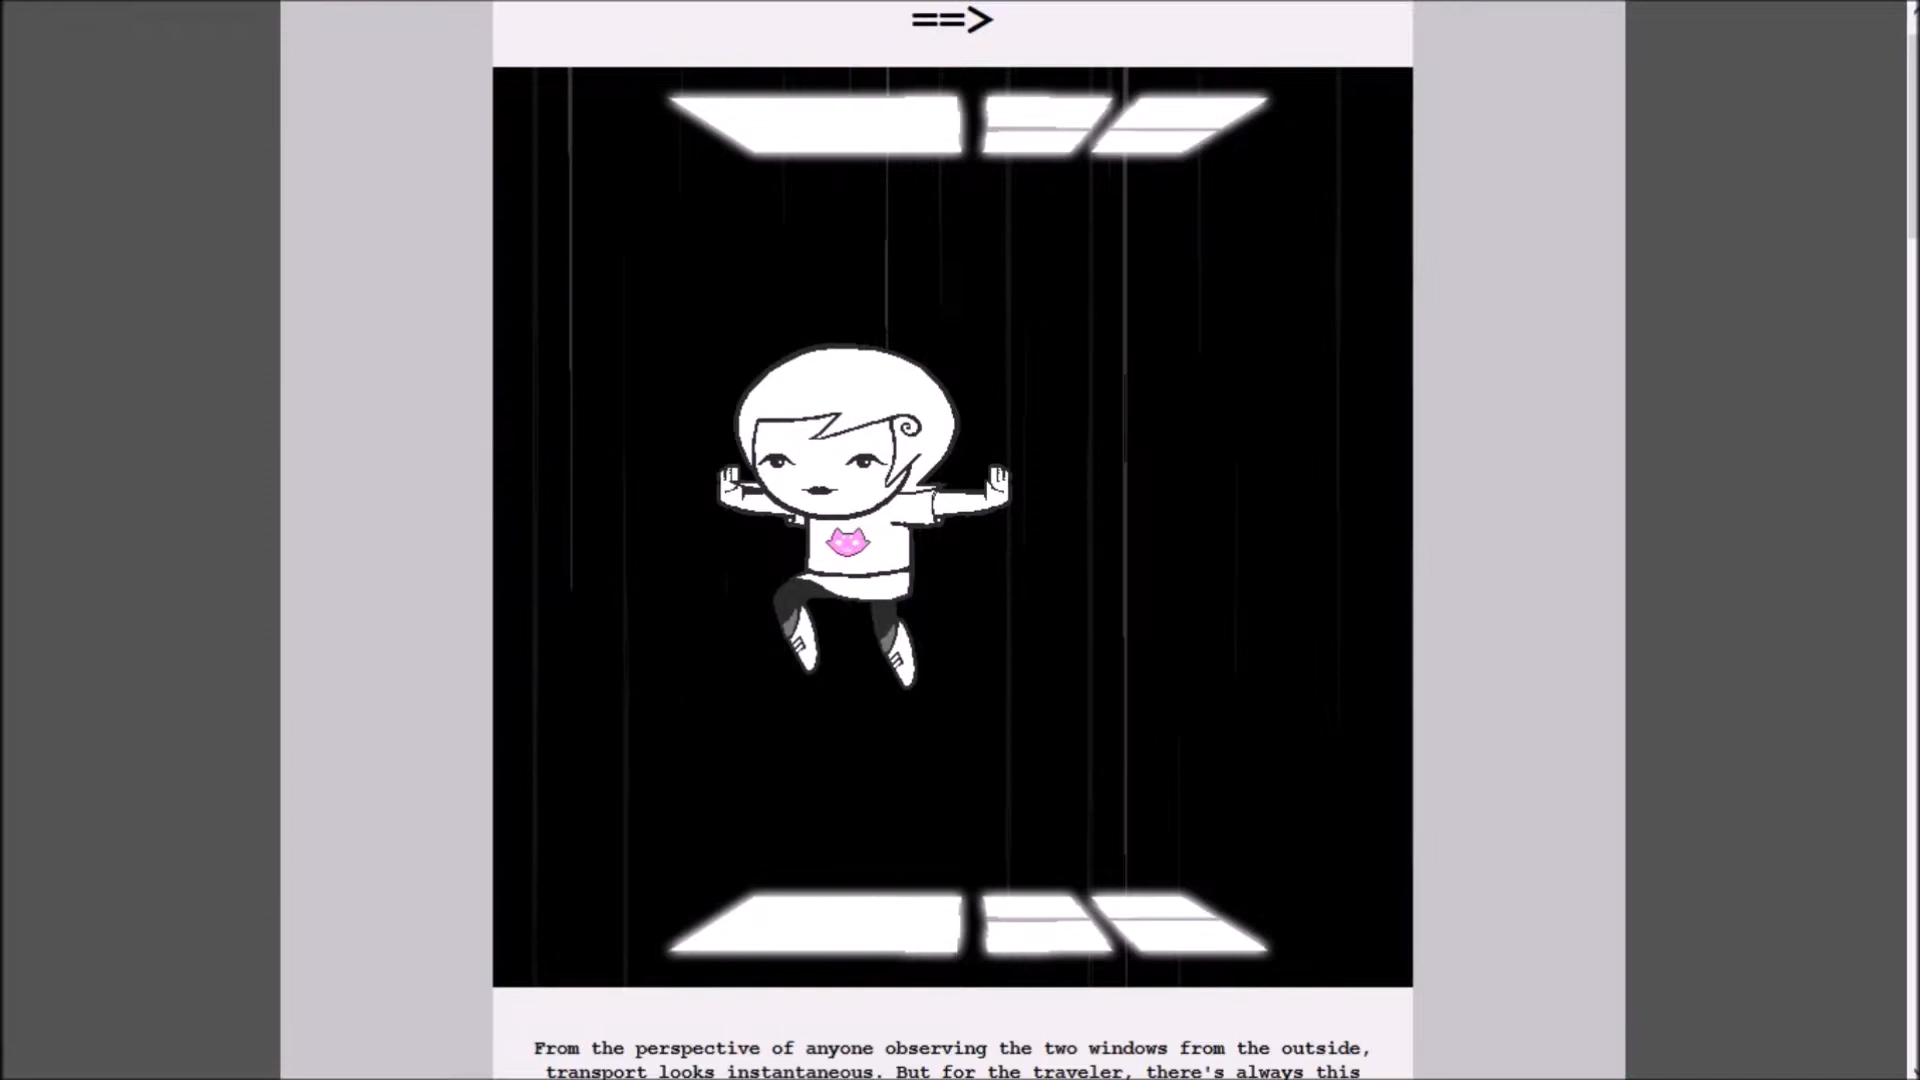 ==>
From the perspective of anyone observing the two windows from the outside,
transport looks instantaneous. But for the traveler, there's always this